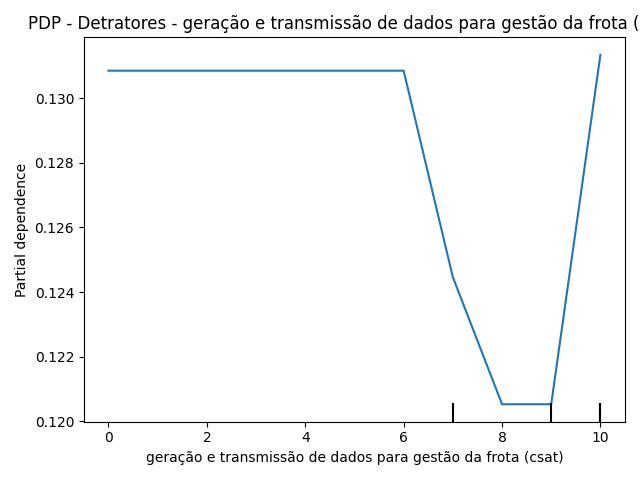 PDP - Detratores - geração e transmissão de dados para gestão da frota (
0.130
0.128
0.126
0.124
0.122
0.120
Partial dependence
0 2 4 6 8 10
geração e transmissão de dados para gestão da frota (csat)